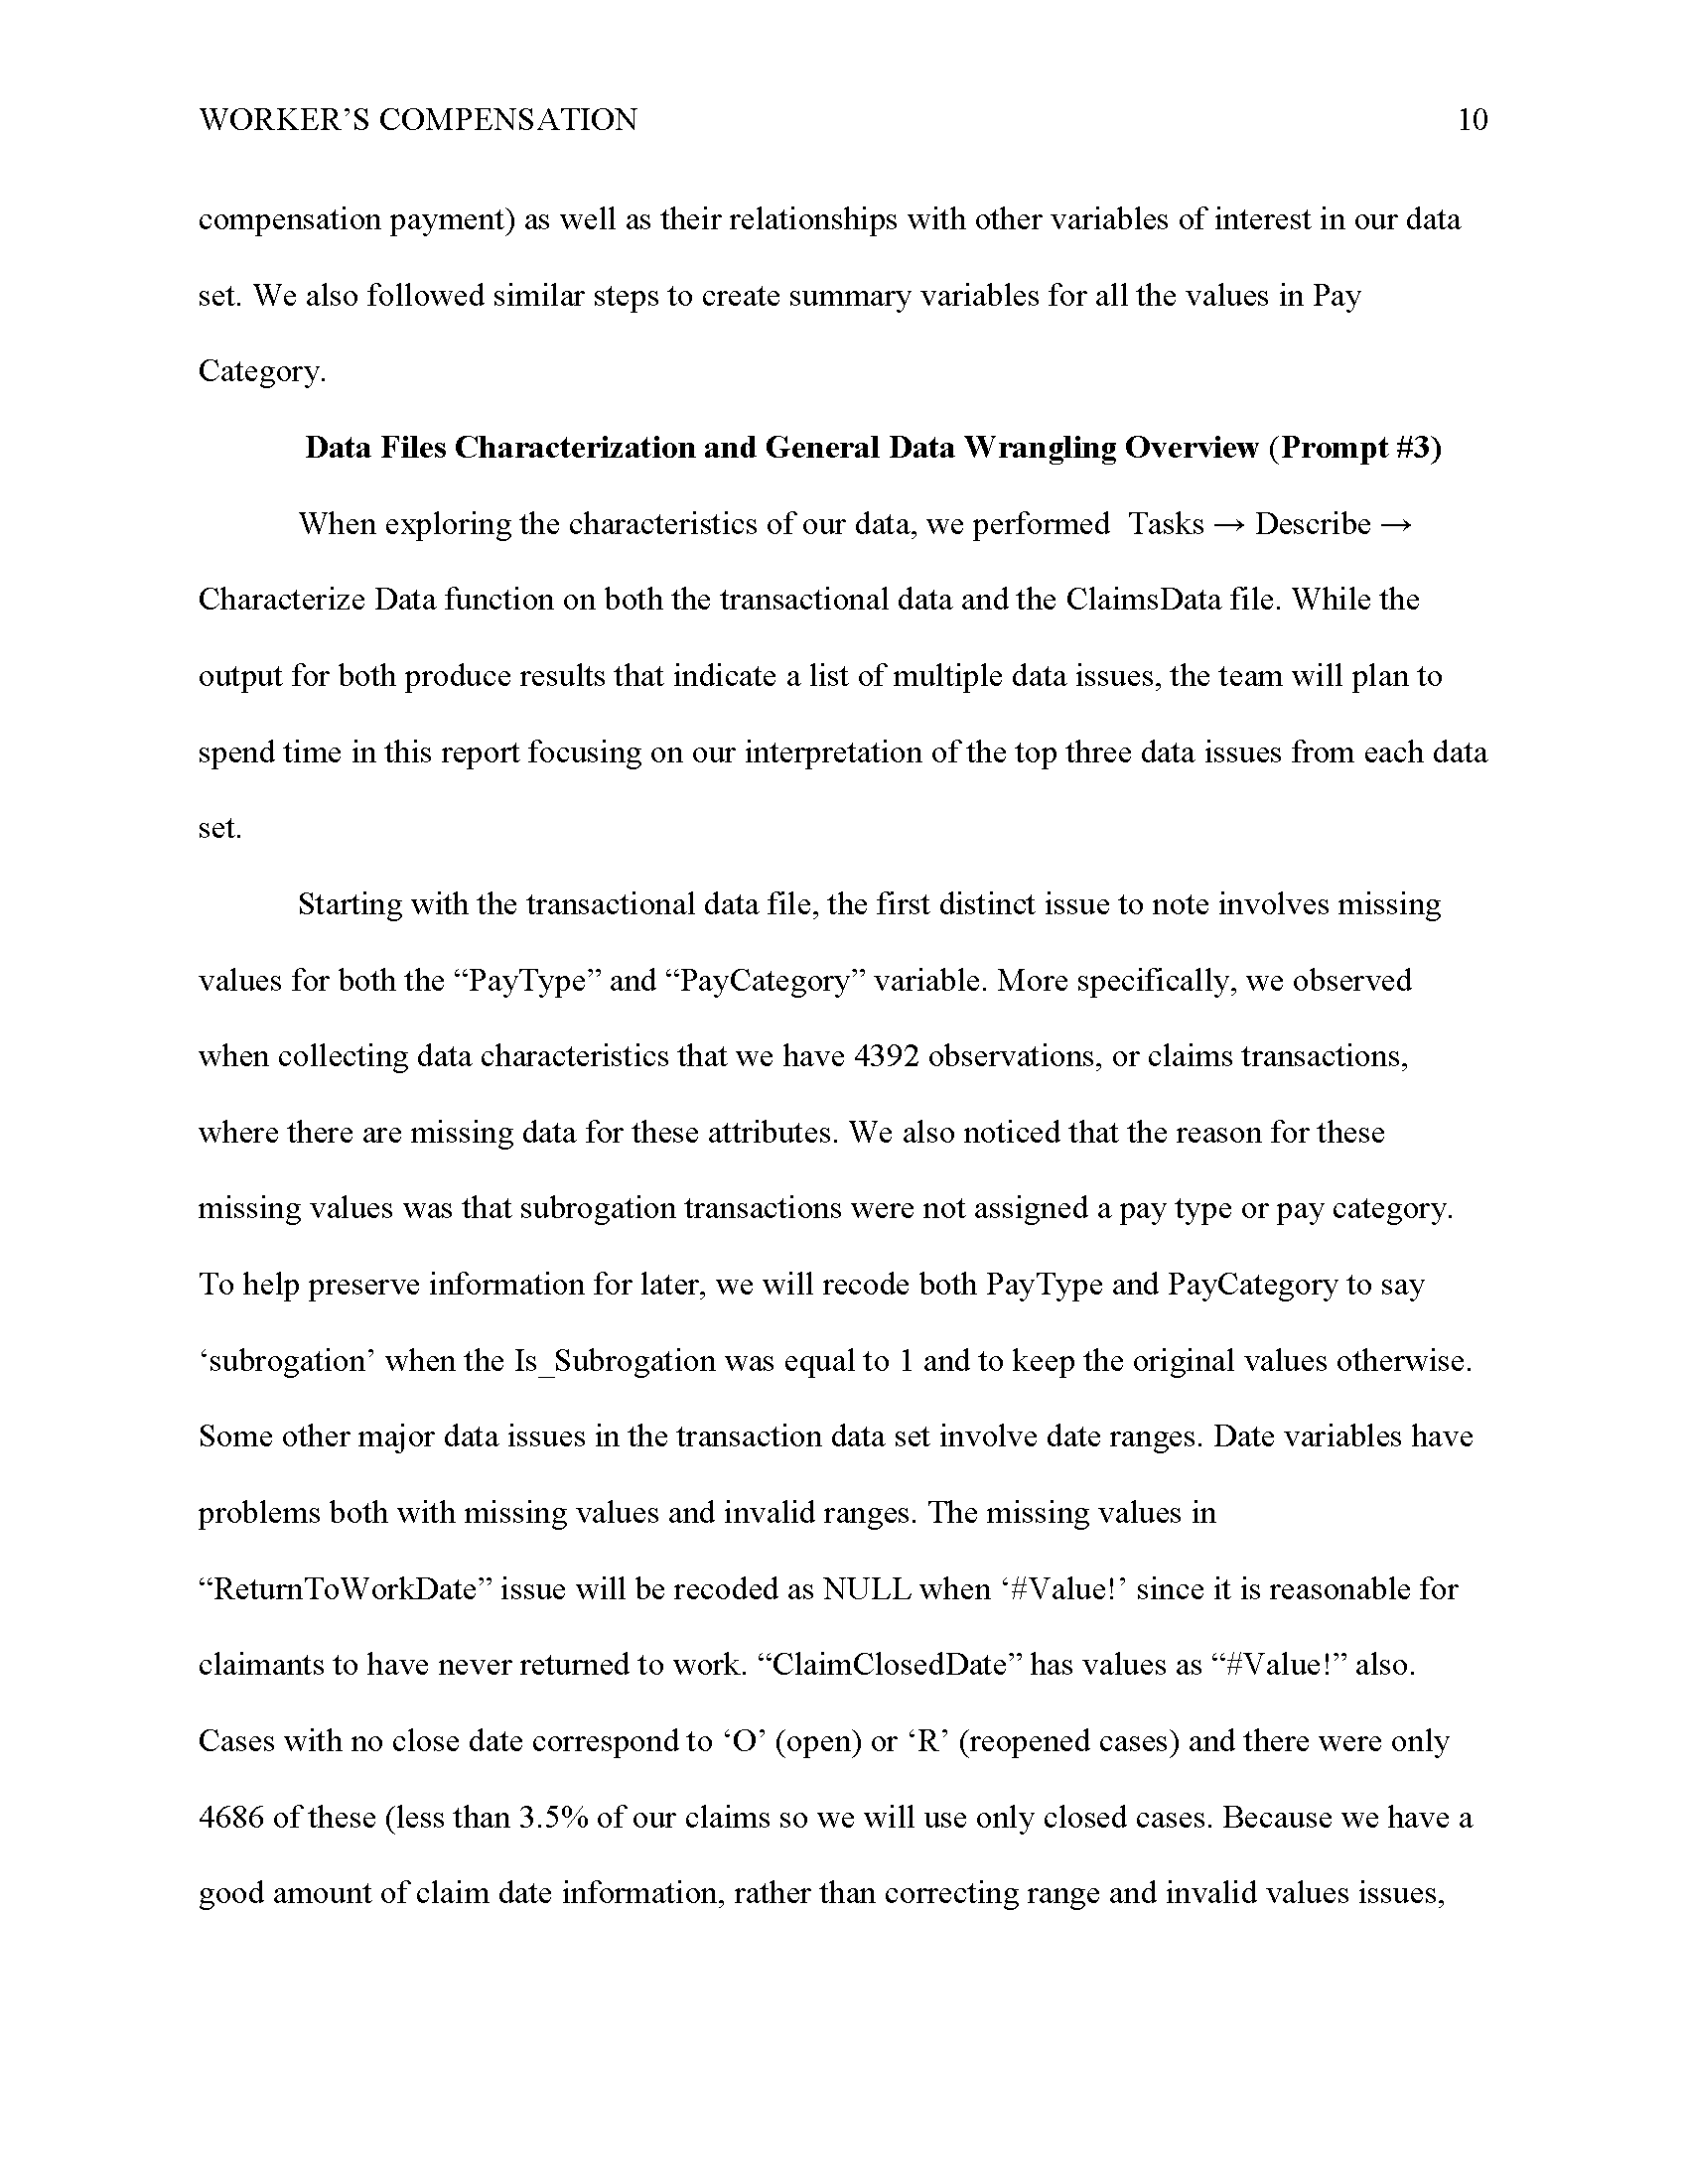 WORKER’S COMPENSATION 10
compensation payment) as well as their relationships with other variables of interest in our data
set. We also followed similar steps to create summary variables for all the values in Pay
Category.
Data Files Characterization and General Data Wrangling Overview (Prompt #3)
When exploring the characteristics of our data, we performed  Tasks → Describe →
Characterize Data function on both the transactional data and the ClaimsData file. While the
output for both produce results that indicate a list of multiple data issues, the team will plan to
spend time in this report focusing on our interpretation of the top three data issues from each data
set.
Starting with the transactional data file, the first distinct issue to note involves missing
values for both the “PayType” and “PayCategory” variable. More specifically, we observed
when collecting data characteristics that we have 4392 observations, or claims transactions,
where there are missing data for these attributes. We also noticed that the reason for these
missing values was that subrogation transactions were not assigned a pay type or pay category.
To help preserve information for later, we will recode both PayType and PayCategory to say
‘subrogation’ when the Is_Subrogation was equal to 1 and to keep the original values otherwise.
Some other major data issues in the transaction data set involve date ranges. Date variables have
problems both with missing values and invalid ranges. The missing values in
“ReturnToWorkDate” issue will be recoded as NULL when ‘#Value!’ since it is reasonable for
claimants to have never returned to work. “ClaimClosedDate” has values as “#Value!” also.
Cases with no close date correspond to ‘O’ (open) or ‘R’ (reopened cases) and there were only
4686 of these (less than 3.5% of our claims so we will use only closed cases. Because we have a
good amount of claim date information, rather than correcting range and invalid values issues,